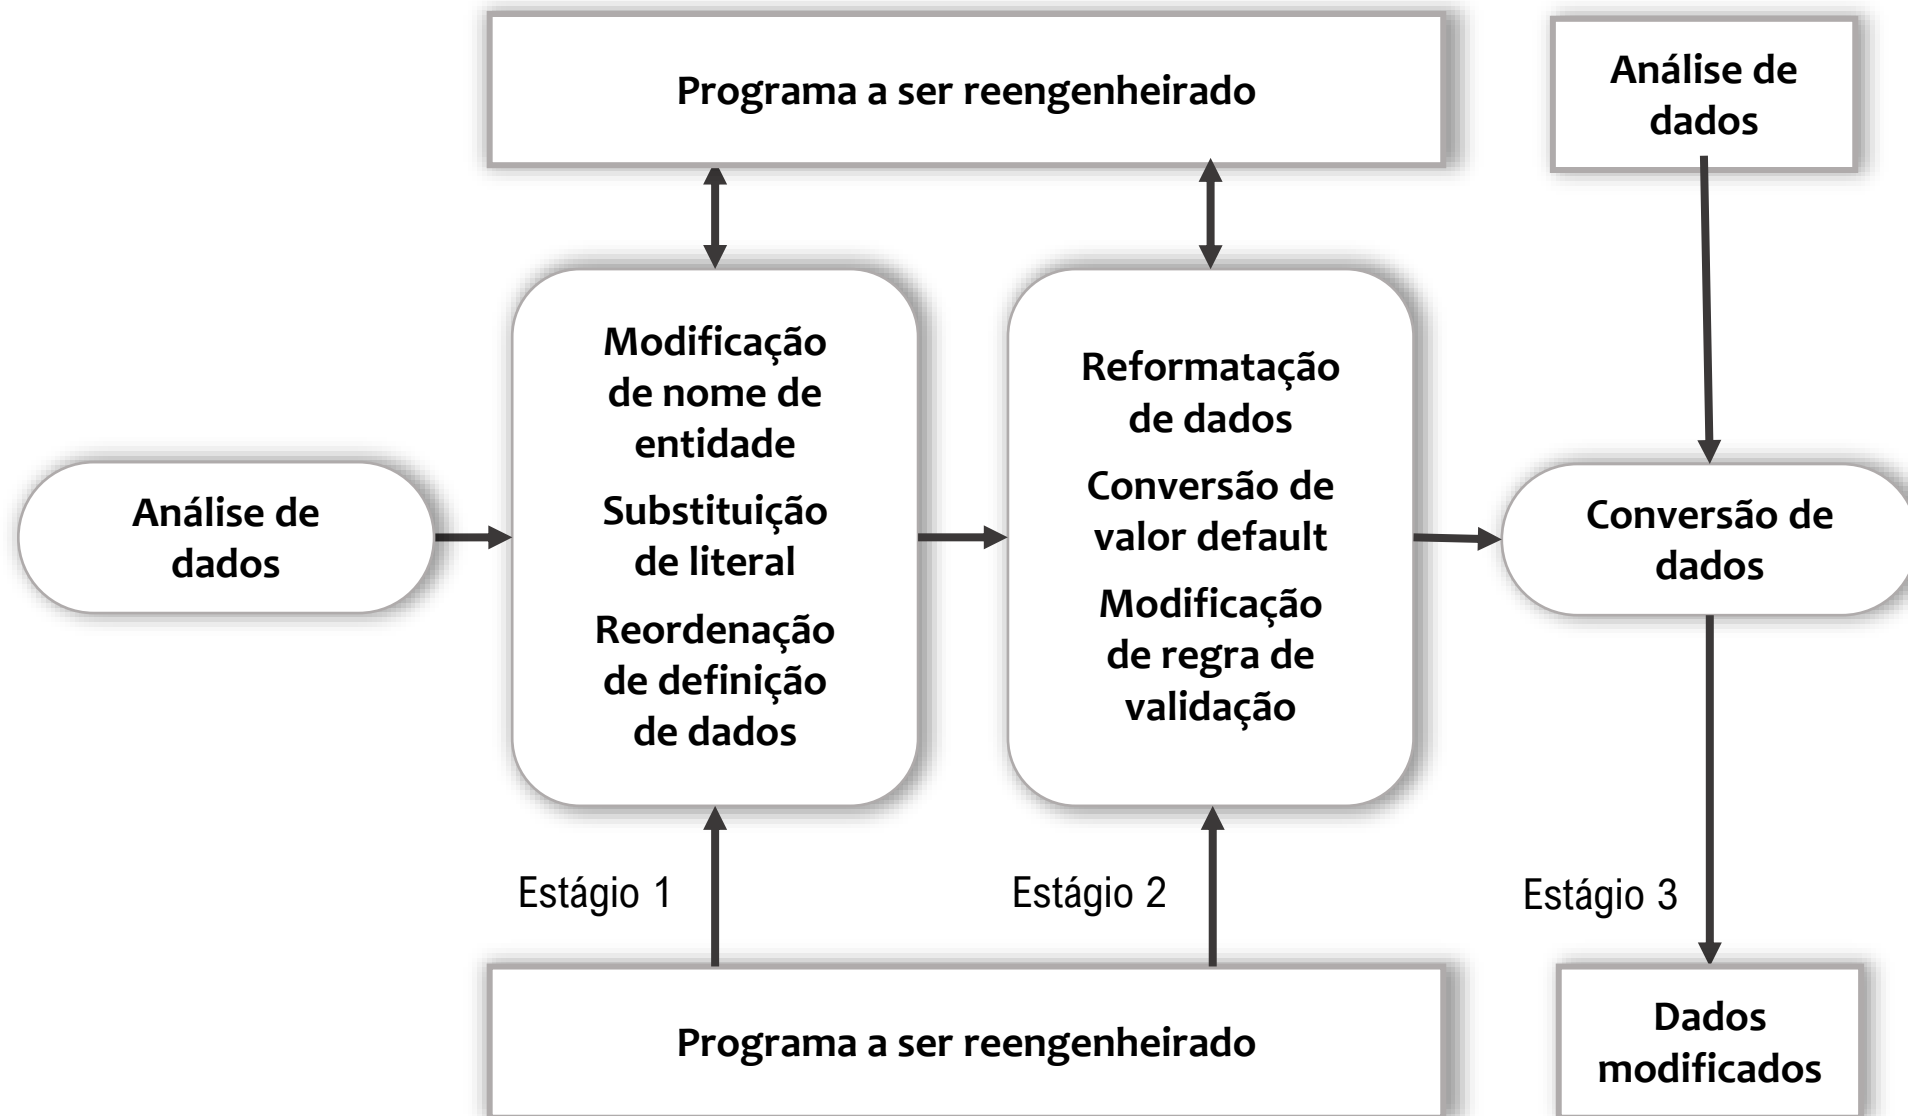 Programa a ser reengenheirado
Análise de
dados
Modificação
de nome de
entidade
Substituição
de literal
Reordenação
de definição
de dados
Reformatação
de dados
Conversão de
valor default
Modificação
de regra de
validação
Análise de
dados
Conversão de
dados
Estágio 1
Estágio 2
Estágio 3
Programa a ser reengenheirado
Dados
modificados